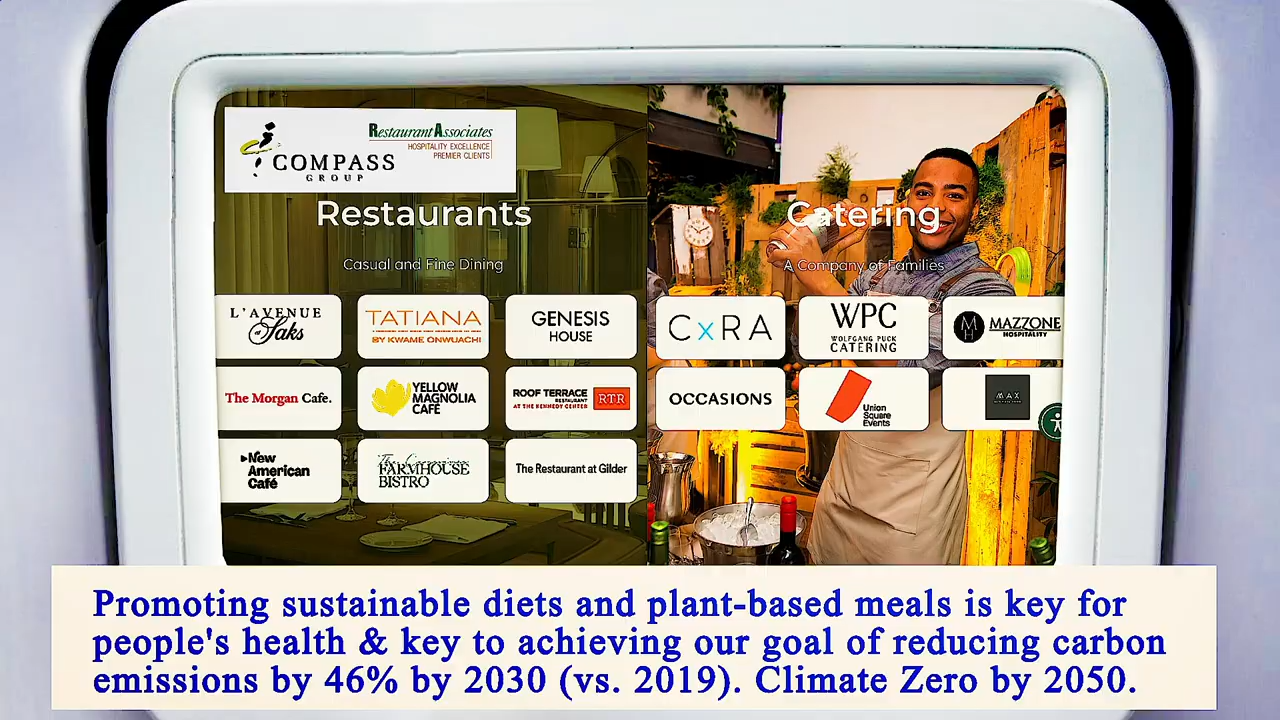 COMPASS
GROUP
RESTAURANT ASSOCIATES
HOSPITALITY EXCELLENCE
PREMIER CLIENTS
Restaurants
Casual and Fine Dining
L'AVENUE
at Saks
TATIANA
BY KWAME ONWUACHI
GENESIS
HOUSE
The Morgan Cafe.
YELLOW
MAGNOLIA
CAFÉ
ROOF TERRACE
RESTAURANT
AT THE KENNEDY CENTER
RTR
New
American
Café
FARMHOUSE
BISTRO
The Restaurant at Gilder
Catering
A Company of Families
CxRA
WPC
WOLFGANG PUCK
CATERING
MH
MAZZONE
HOSPITALITY
OCCASIONS
Union
Square
Events
MAX
Promoting sustainable diets and plant-based meals is key for
people's health & key to achieving our goal of reducing carbon
emissions by 46% by 2030 (vs. 2019). Climate Zero by 2050.